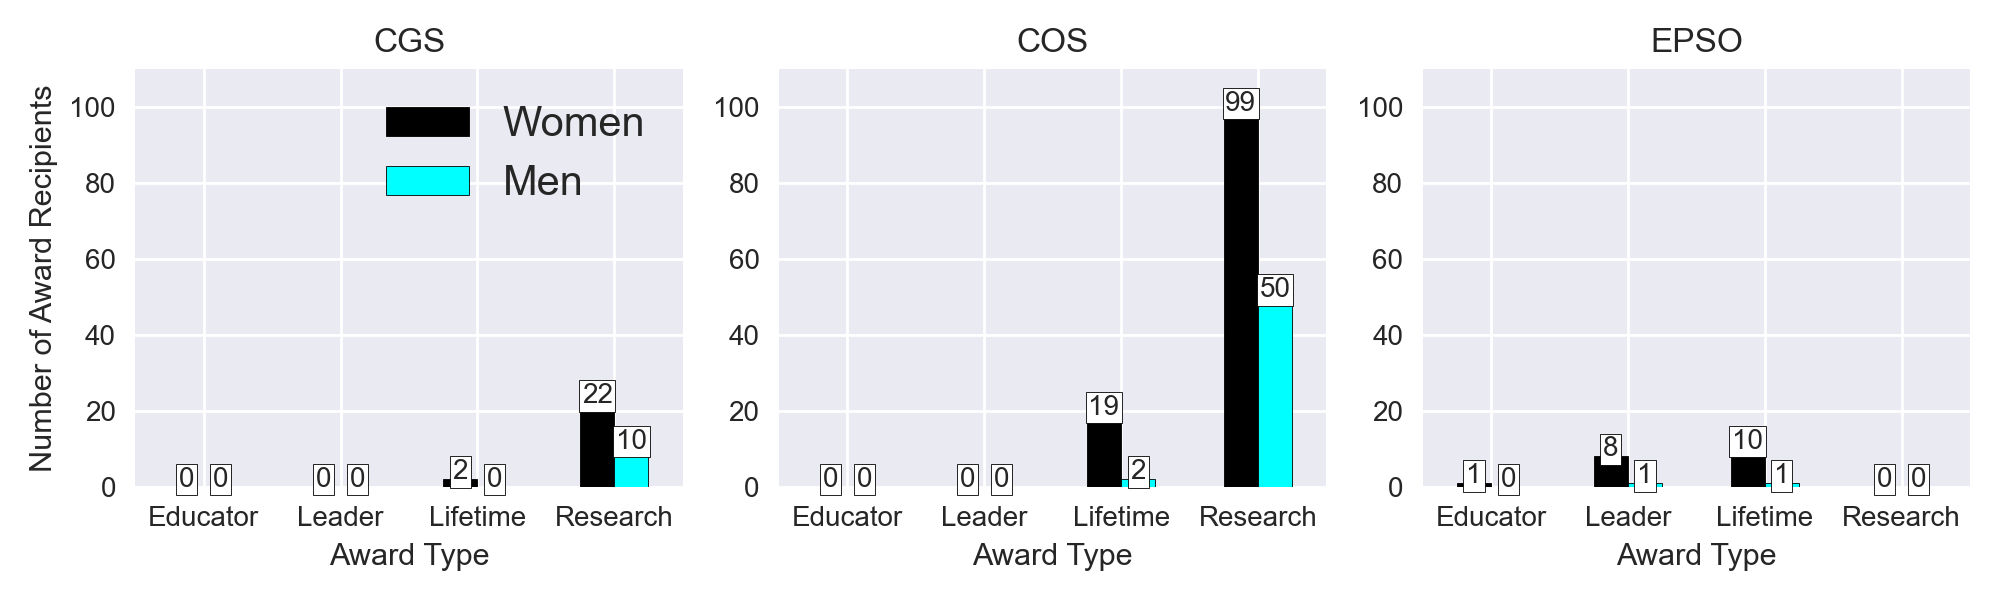 CGS
Number of Award Recipients
100
80
60
40
20
0
Women
Men
0 0 0 0 2 0 22 10
Educator Leader Lifetime Research
Award Type
COS
100
80
60
40
20
0
0 0 0 0 19 2 99 50
Educator Leader Lifetime Research
Award Type
EPSO
100
80
60
40
20
0
1 0 8 1 10 1 0 0
Educator Leader Lifetime Research
Award Type